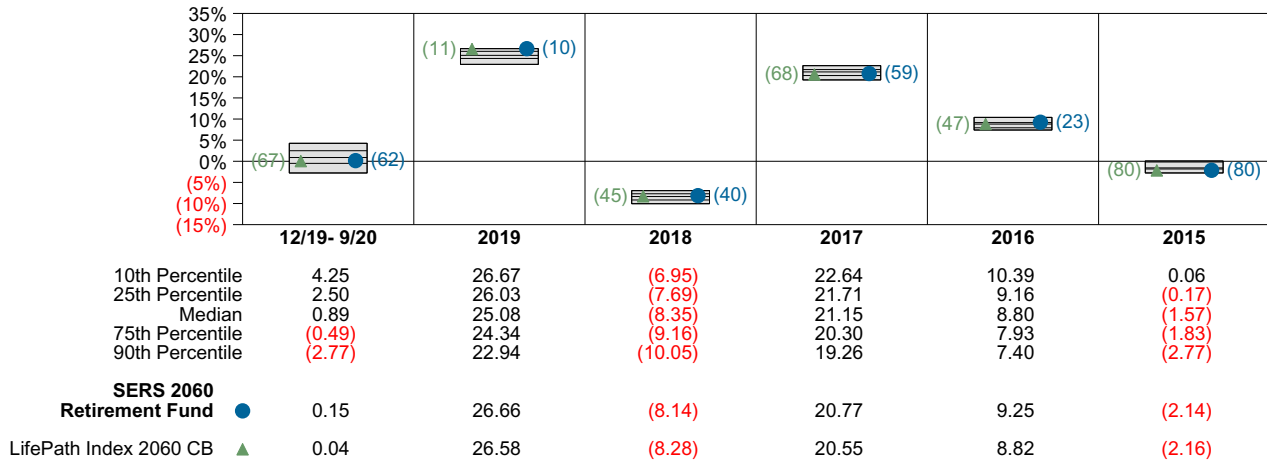 35%
30%
25%
20%
15%
10%
5%
0%
(5%)
(10%)
(15%)
(67) (62)
(11) (10)
(45) (40)
(68) (59)
(47) (23)
(80) (80)
12/19- 9/20 2019 2018 2017 2016 2015
10th Percentile 4.25 26.67 (6.95) 22.64 10.39 0.06
25th Percentile 2.50 26.03 (7.69) 21.71 9.16 (0.17)
Median 0.89 25.08 (8.35) 21.15 8.80 (1.57)
75th Percentile (0.49) 24.34 (9.16) 20.30 7.93 (1.83)
90th Percentile (2.77) 22.94 (10.05) 19.26 7.40 (2.77)
SERS 2060
Retirement Fund 0.15 26.66 (8.14) 20.77 9.25 (2.14)
LifePath Index 2060 CB 0.04 26.58 (8.28) 20.55 8.82 (2.16)